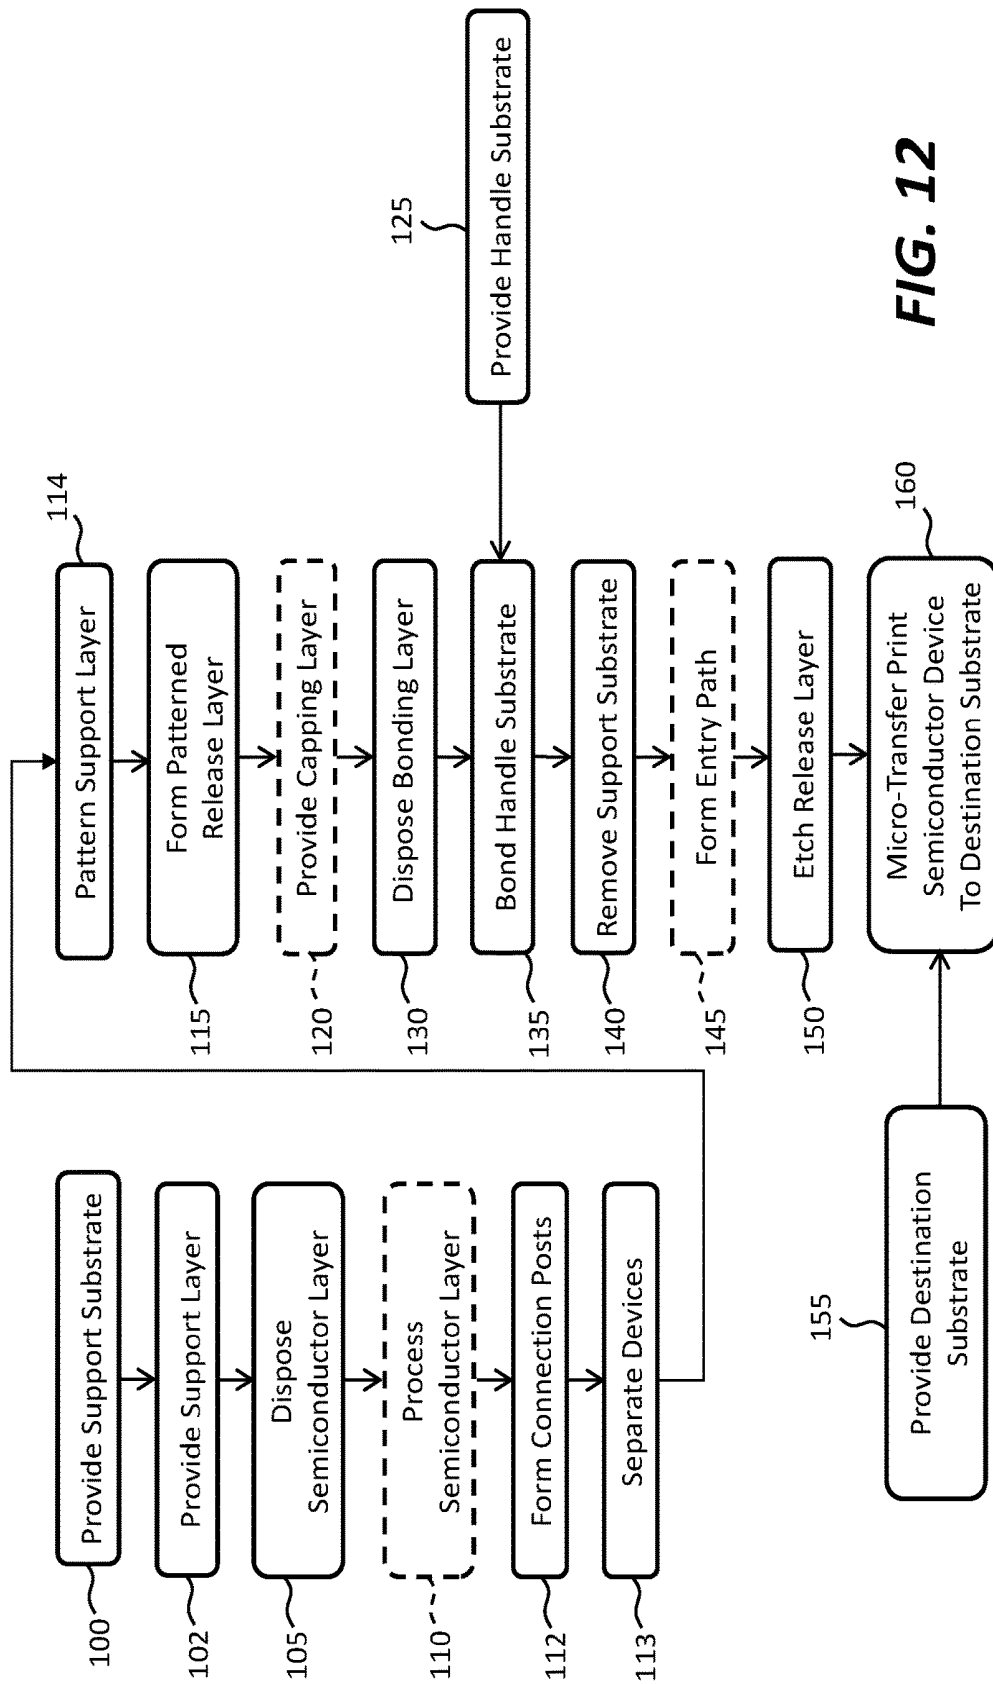 100
Provide Support Substrate
102
Provide Support Layer
105
Dispose
Semiconductor Layer
110
Process
Semiconductor Layer
112
Form Connection Posts
113
Separate Devices
114
Pattern Support Layer
115
Form Patterned
Release Layer
120
Provide Capping Layer
130
Dispose Bonding Layer
125
Provide Handle Substrate
135
Bond Handle Substrate
140
Remove Support Substrate
145
Form Entry Path
150
Etch Release Layer
155
Provide Destination
Substrate
160
Micro-Transfer Print
Semiconductor Device
To Destination Substrate
FIG. 12